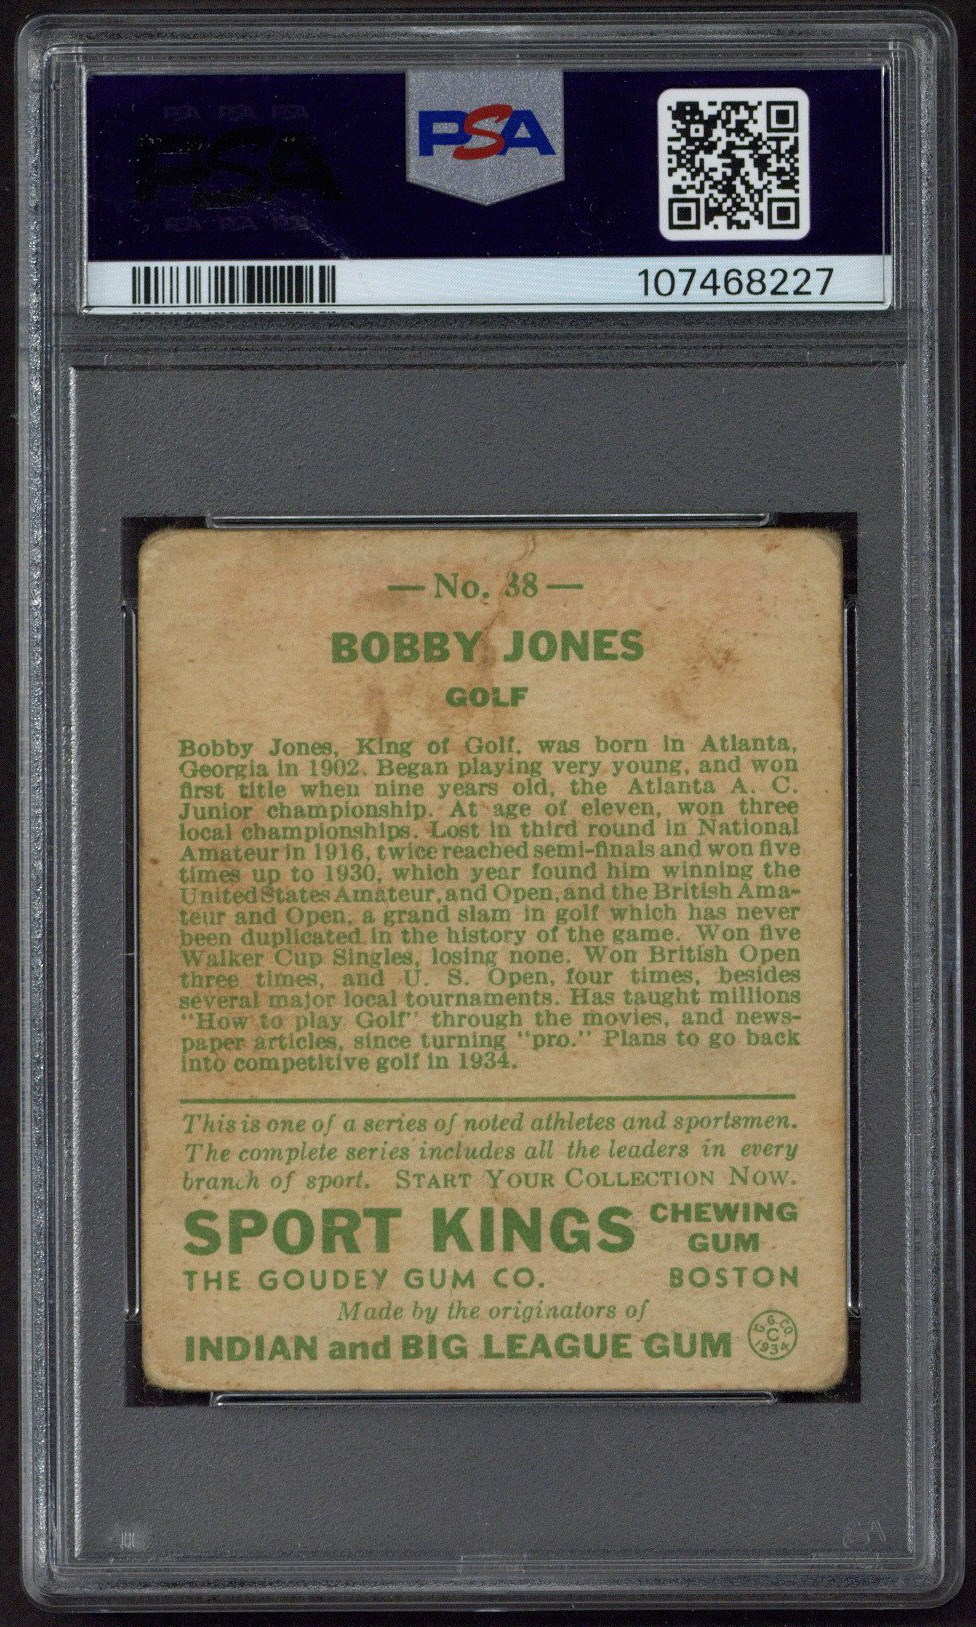 PSA PSA PSA
PSA
PSA PSA PSA
PSA
107468227
— No. 38 —
BOBBY JONES
GOLF
Bobby Jones, King of Golf, was born in Atlanta,
Georgia in 1902. Began playing very young, and won
first title when nine years old, the Atlanta A. C.
Junior championship. At age of eleven, won three
local championships. Lost in third round in National
Amateur in 1916, twice reached semi-finals and won five
times up to 1930, which year found him winning the
United States Amateur, and Open, and the British Ama-
teur and Open, a grand slam in golf which has never
been duplicated in the history of the game. Won five
Walker Cup Singles, losing none. Won British Open
three times, and U. S. Open, four times, besides
several major local tournaments. Has taught millions
"How to play Golf" through the movies, and news-
paper articles, since turning "pro." Plans to go back
into competitive golf in 1934.
This is one of a series of noted athletes and sportsmen.
The complete series includes all the leaders in every
branch of sport. START YOUR COLLECTION NOW.
SPORT KINGS CHEWING GUM
THE GOUDEY GUM CO. BOSTON
Made by the originators of
INDIAN and BIG LEAGUE GUM
G. G. CO. C 1934